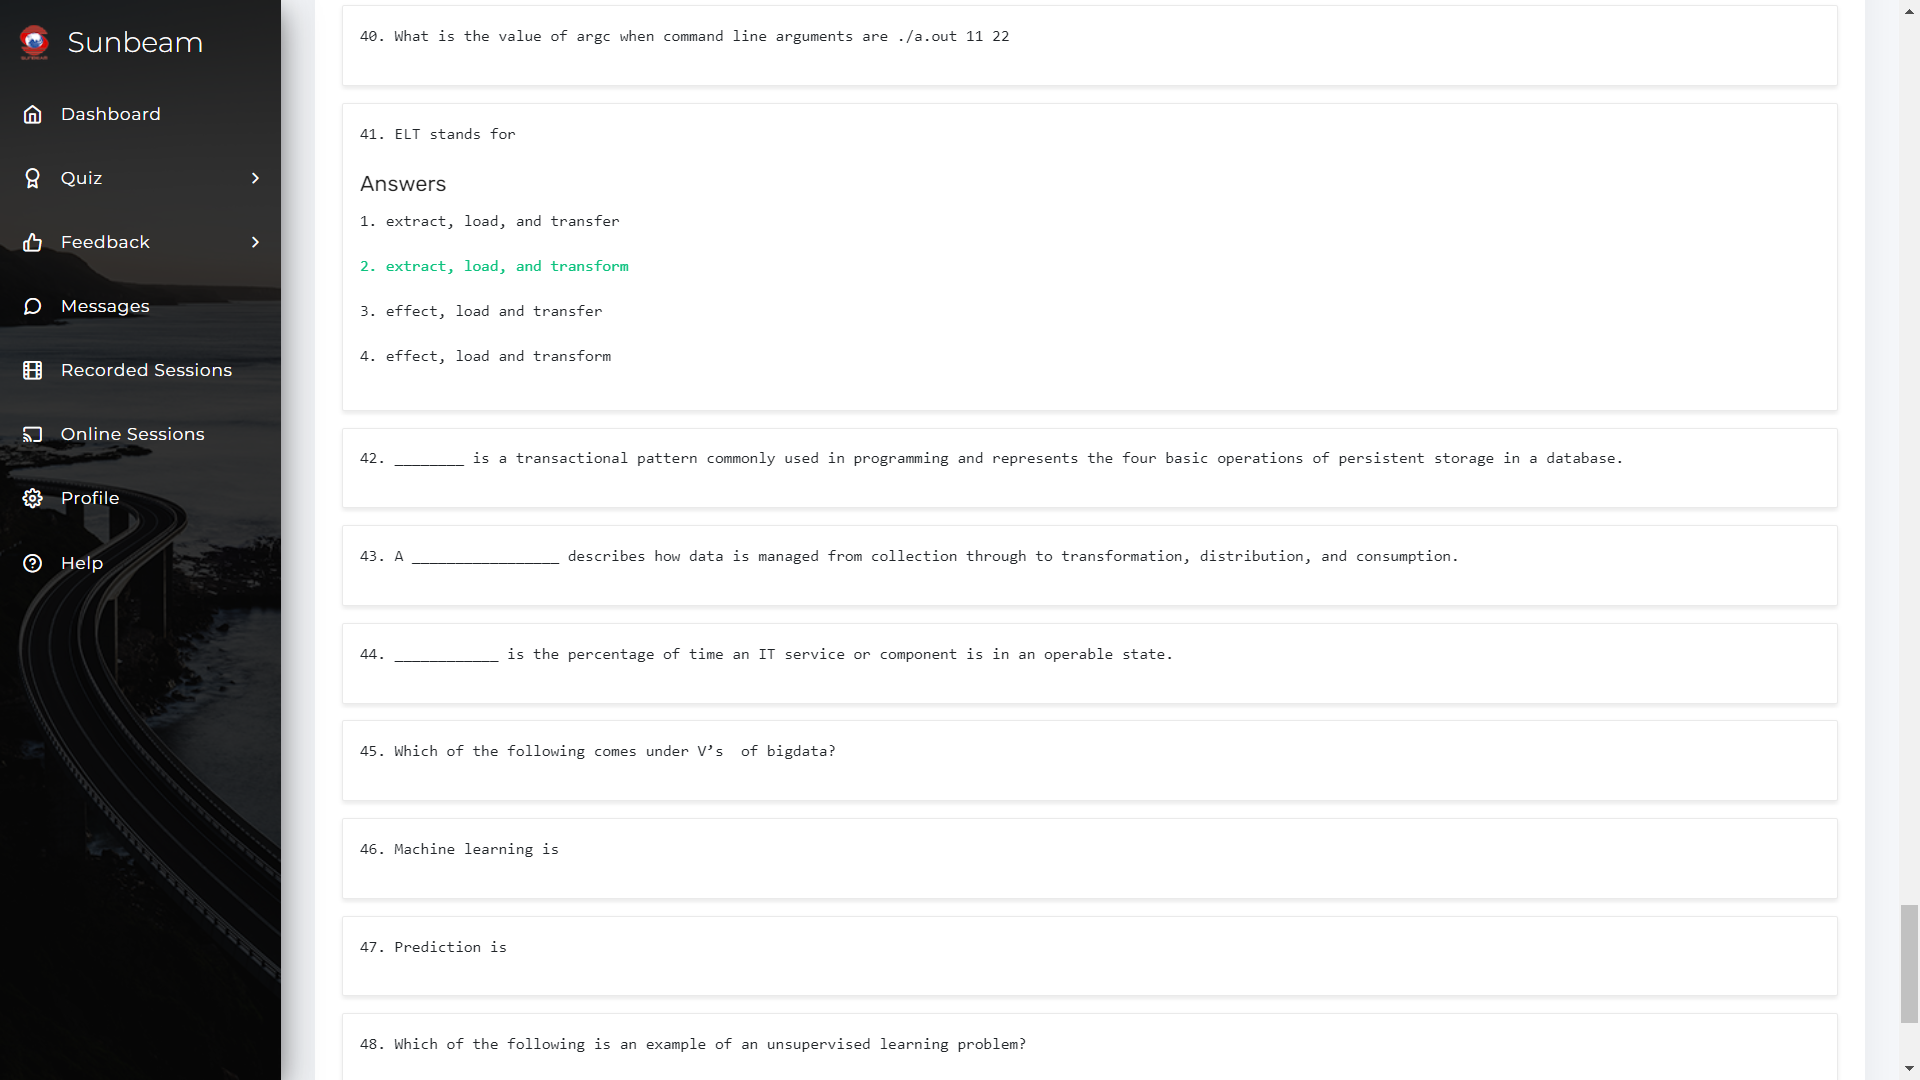 Sunbeam
Dashboard
Quiz
Feedback
Messages
Recorded Sessions
Online Sessions
Profile
Help
40. What is the value of argc when command line arguments are ./a.out 11 22
41. ELT stands for
Answers
1. extract, load, and transfer
2. extract, load, and transform
3. effect, load and transfer
4. effect, load and transform
42. ________ is a transactional pattern commonly used in programming and represents the four basic operations of persistent storage in a database.
43. A _________________ describes how data is managed from collection through to transformation, distribution, and consumption.
44. ____________ is the percentage of time an IT service or component is in an operable state.
45. Which of the following comes under V’s  of bigdata?
46. Machine learning is
47. Prediction is
48. Which of the following is an example of an unsupervised learning problem?